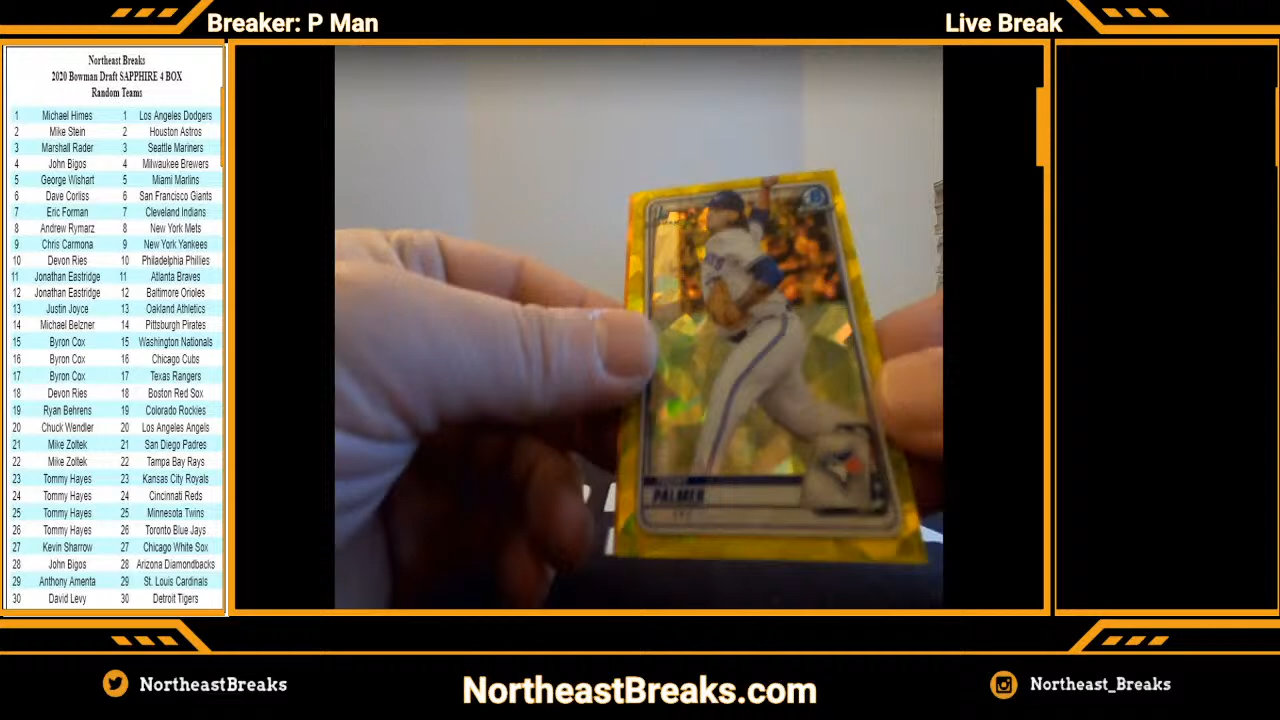 Breaker: P Man
Live Break
Northeast Breaks
2020 Bowman Draft SAPPHIRE 4 BOX
Random Teams
1 Michael Himes 1 Los Angeles Dodgers
2 Mike Stein 2 Houston Astros
3 Marshall Rader 3 Seattle Mariners
4 John Bigos 4 Milwaukee Brewers
5 George Wishart 5 Miami Marlins
6 Dave Corliss 6 San Francisco Giants
7 Eric Forman 7 Cleveland Indians
8 Andrew Rymarz 8 New York Mets
9 Chris Carmona 9 New York Yankees
10 Devon Ries 10 Philadelphia Phillies
11 Jonathan Eastridge 11 Atlanta Braves
12 Jonathan Eastridge 12 Baltimore Orioles
13 Justin Joyce 13 Oakland Athletics
14 Michael Belzner 14 Pittsburgh Pirates
15 Byron Cox 15 Washington Nationals
16 Byron Cox 16 Chicago Cubs
17 Byron Cox 17 Texas Rangers
18 Devon Ries 18 Boston Red Sox
19 Ryan Behrens 19 Colorado Rockies
20 Chuck Wendler 20 Los Angeles Angels
21 Mike Zoltek 21 San Diego Padres
22 Mike Zoltek 22 Tampa Bay Rays
23 Tommy Hayes 23 Kansas City Royals
24 Tommy Hayes 24 Cincinnati Reds
25 Tommy Hayes 25 Minnesota Twins
26 Tommy Hayes 26 Toronto Blue Jays
27 Kevin Sharrow 27 Chicago White Sox
28 John Bigos 28 Arizona Diamondbacks
29 Anthony Amenta 29 St. Louis Cardinals
30 David Levy 30 Detroit Tigers
PALMER
NortheastBreaks
NortheastBreaks.com
Northeast_Breaks